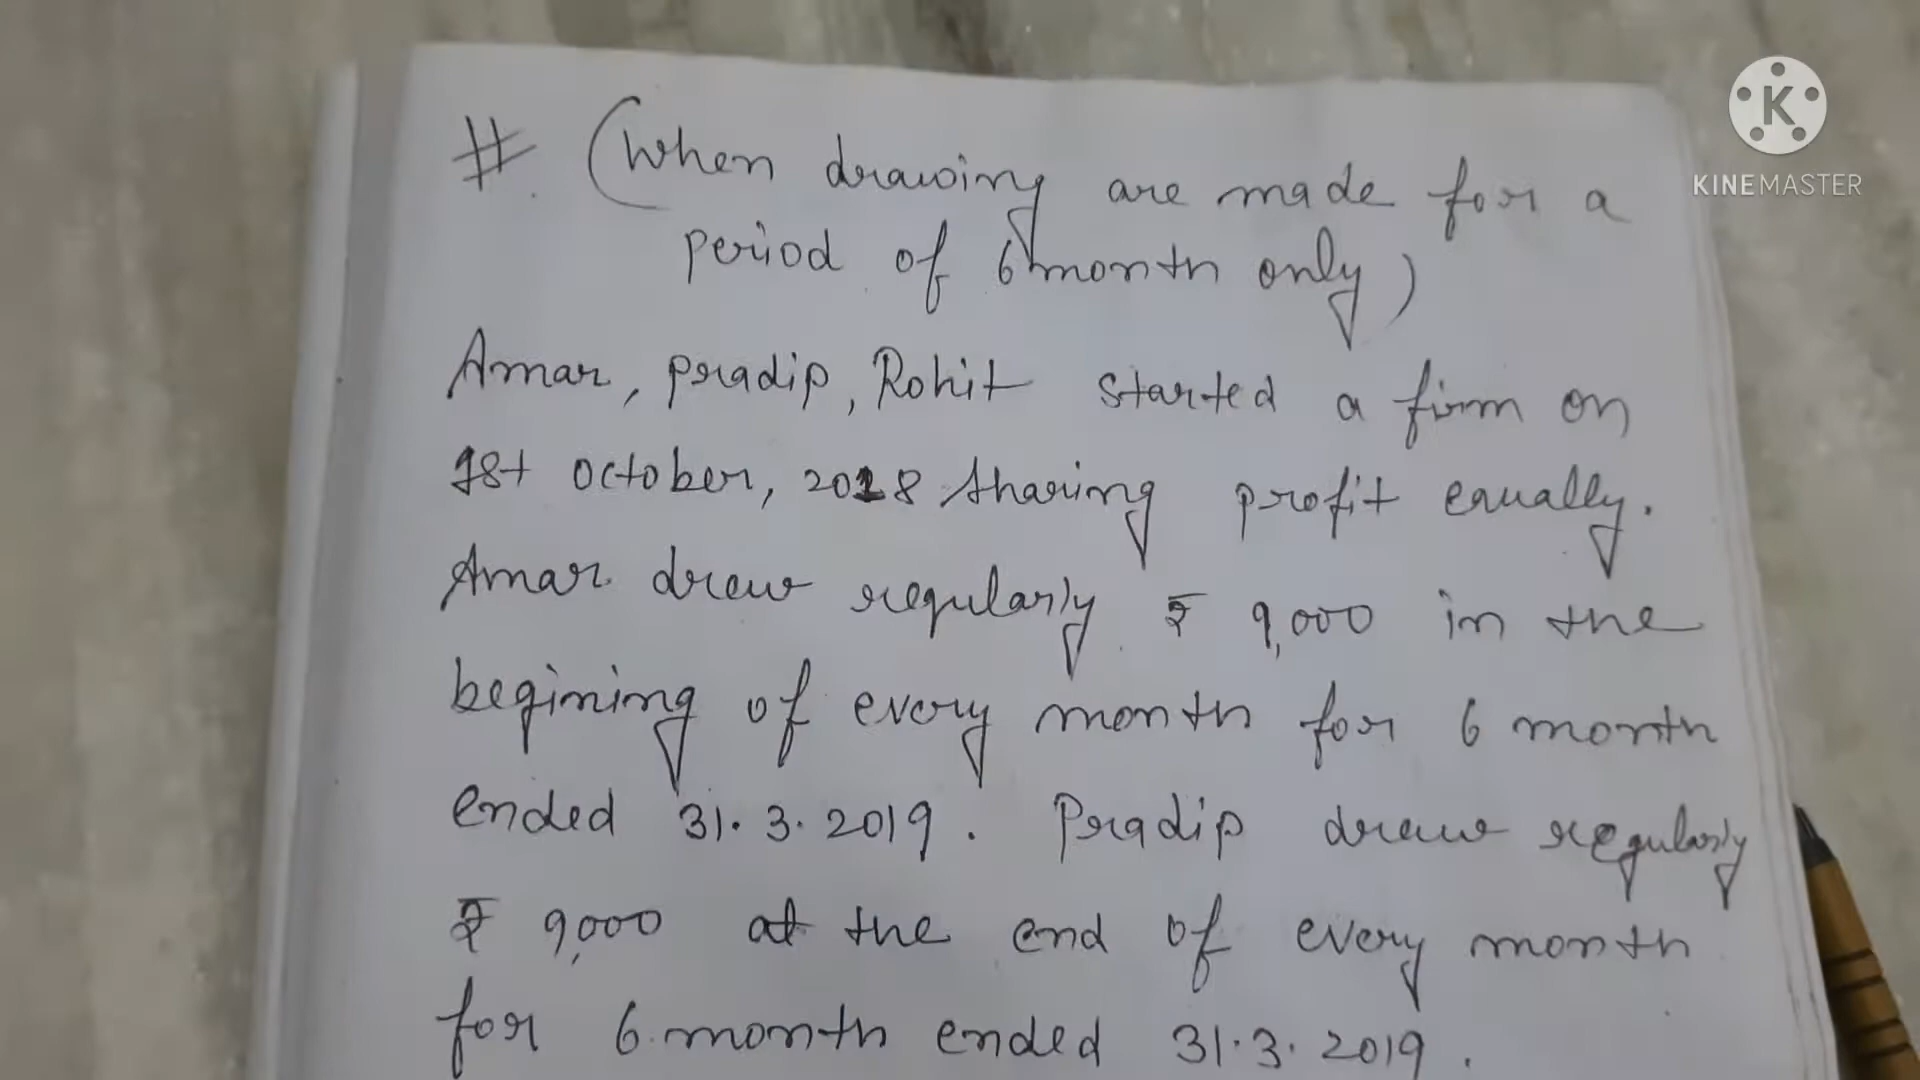 # (When drawing are made for a
period of 6 month only)
Amar, Pradip, Rohit started a firm on
1st October, 2018 sharing profit equally.
Amar drew regularly ₹ 9,000 in the
begining of every month for 6 month
ended 31.3.2019. Pradip drew regularly
₹ 9,000 at the end of every month
for 6 month ended 31.3.2019.
K
KINEMASTER